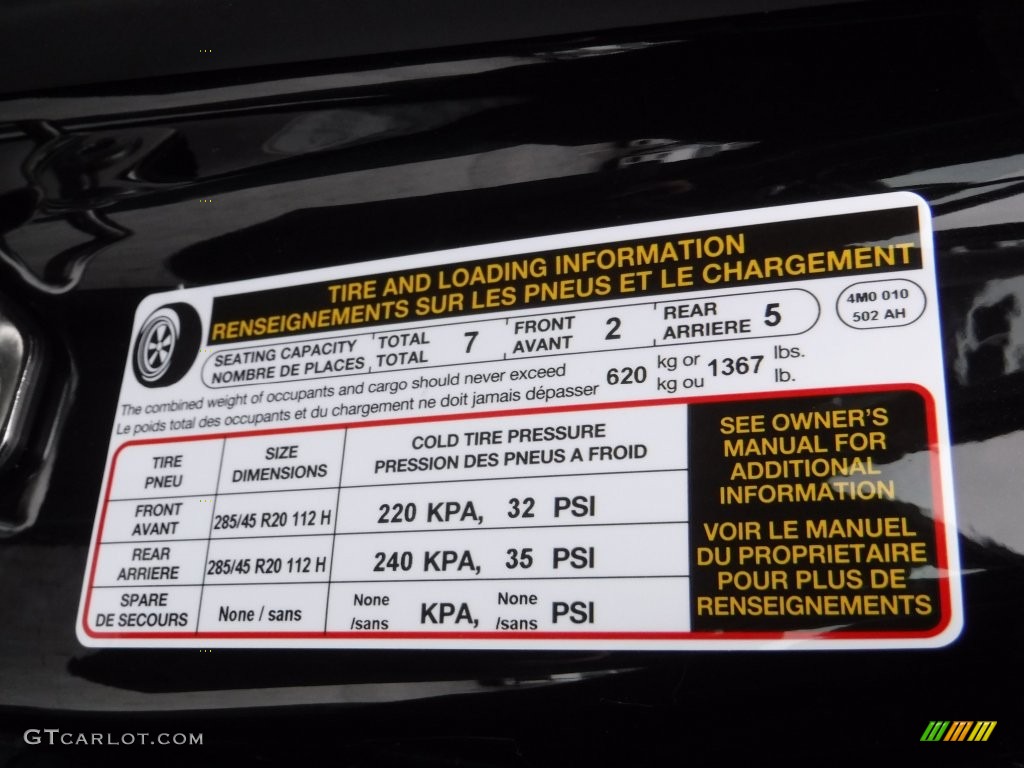 TIRE AND LOADING INFORMATION
RENSEIGNEMENTS SUR LES PNEUS ET LE CHARGEMENT
SEATING CAPACITY TOTAL 7 FRONT 2 REAR 5
NOMBRE DE PLACES TOTAL AVANT ARRIERE
4M0 010
502 AH
The combined weight of occupants and cargo should never exceed 620 kg or 1367 lbs.
Le poids total des occupants et du chargement ne doit jamais dépasser kg ou lb.
TIRE SIZE COLD TIRE PRESSURE
PNEU DIMENSIONS PRESSION DES PNEUS A FROID
FRONT
AVANT 285/45 R20 112 H 220 KPA, 32 PSI
REAR
ARRIERE 285/45 R20 112 H 240 KPA, 35 PSI
SPARE None None
DE SECOURS None / sans /sans KPA, /sans PSI
SEE OWNER'S
MANUAL FOR
ADDITIONAL
INFORMATION
VOIR LE MANUEL
DU PROPRIETAIRE
POUR PLUS DE
RENSEIGNEMENTS
GTCARLOT.COM